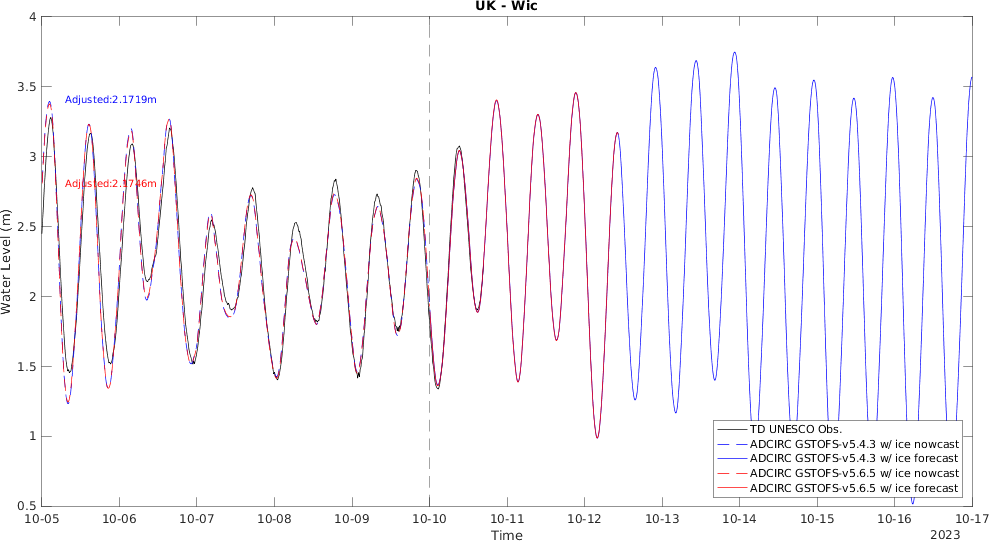 UK - Wic
4
3.5
3
2.5
2
1.5
1
0.5
Water Level (m)
Adjusted:2.1719m
Adjusted:2.1746m
TD UNESCO Obs.
ADCIRC GSTOFS-v5.4.3 w/ ice nowcast
ADCIRC GSTOFS-v5.4.3 w/ ice forecast
ADCIRC GSTOFS-v5.6.5 w/ ice nowcast
ADCIRC GSTOFS-v5.6.5 w/ ice forecast
10-05 10-06 10-07 10-08 10-09 10-10 10-11 10-12 10-13 10-14 10-15 10-16 10-17
Time
2023